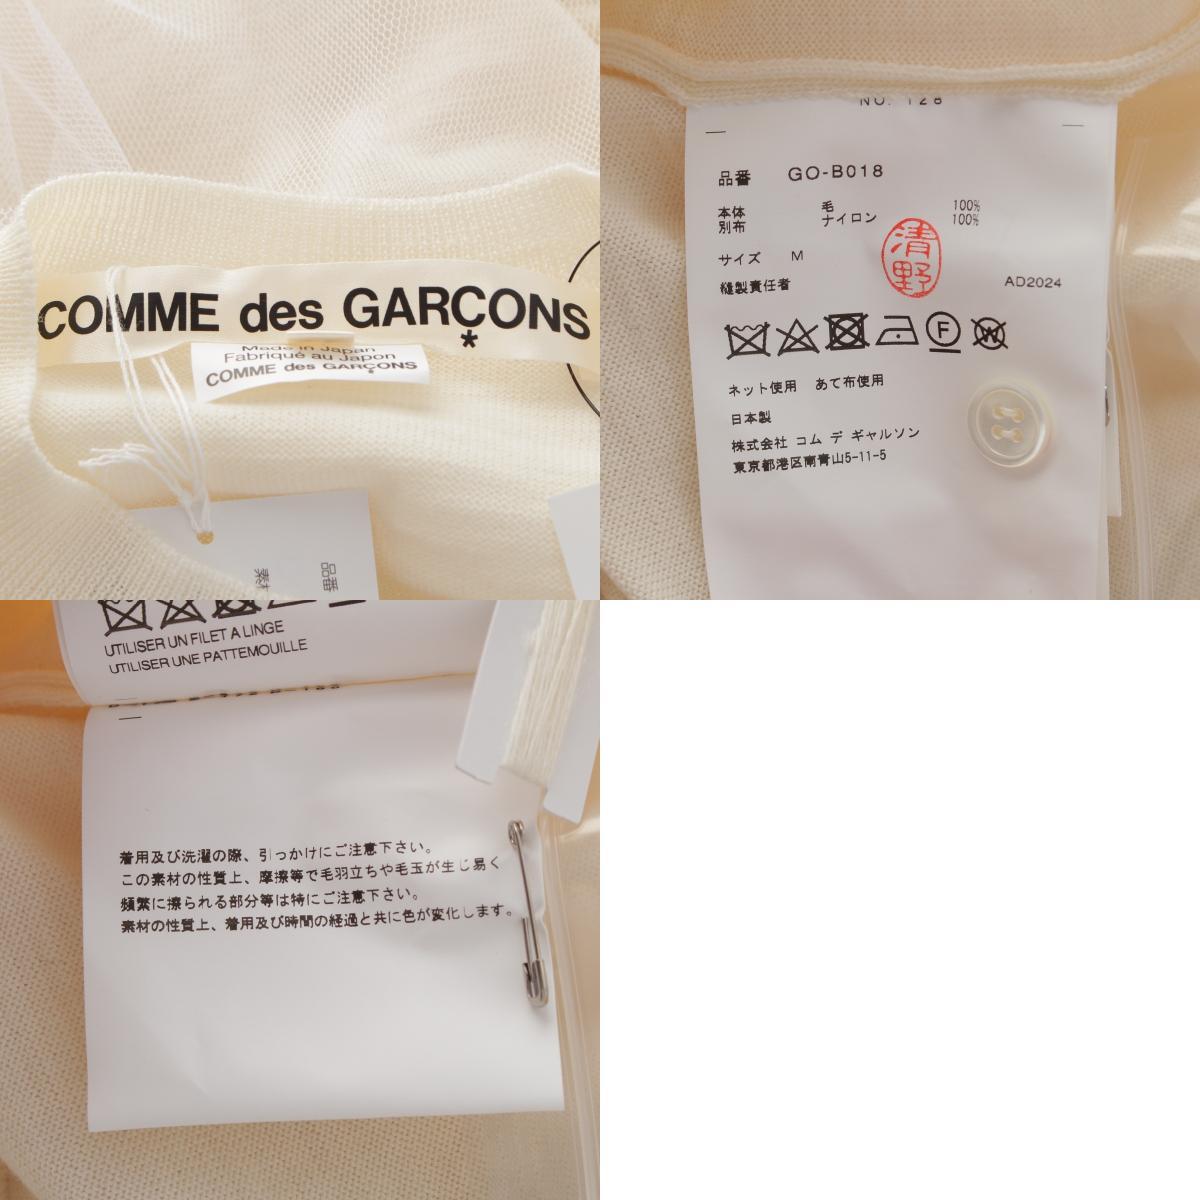 COMME des GARÇONS
Made in Japan
Fabriqué au Japon
COMME des GARÇONS
品番
素材
NO. 128
品番 GO-B018
本体 毛 100%
別布 ナイロン 100%
清野
サイズ M
縫製責任者 AD2024
F
W
ネット使用 あて布使用
日本製
株式会社 コム デ ギャルソン
東京都港区南青山5-11-5
UTILISER UN FILET A LINGE
UTILISER UNE PATTEMOUILLE
着用及び洗濯の際、引っかけにご注意下さい。
この素材の性質上、摩擦等で毛羽立ちや毛玉が生じ易く
頻繁に擦られる部分等は特にご注意下さい。
素材の性質上、着用及び時間の経過と共に色が変化します。